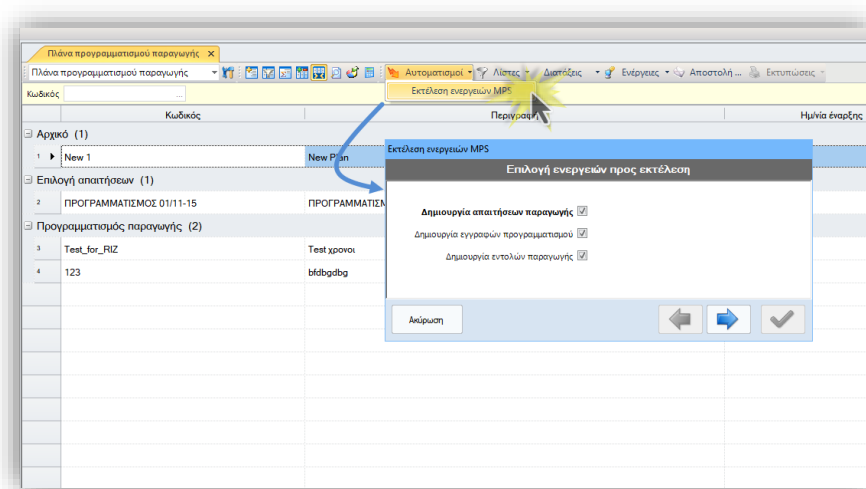 Πλάνα προγραμματισμού παραγωγής
Πλάνα προγραμματισμού παραγωγής Αυτοματισμοί Λίστες Διατάξεις Ενέργειες Αποστολή ... Εκτυπώσεις
Κωδικός ... Εκτέλεση ενεργειών MPS
Κωδικός Περιγραφή Ημ/νία έναρξης
Αρχικό (1)
1 New 1 New Plan
Επιλογή απαιτήσεων (1)
2 ΠΡΟΓΡΑΜΜΑΤΙΣΜΟΣ 01/11-15
Προγραμματισμός παραγωγής (2)
3 Test_for_RIZ Test χρονοι
4 123 bfdbgdbg
Εκτέλεση ενεργειών MPS
Επιλογή ενεργειών προς εκτέλεση
Δημιουργία απαιτήσεων παραγωγής
Δημιουργία εγγραφών προγραμματισμού
Δημιουργία εντολών παραγωγής
Ακύρωση